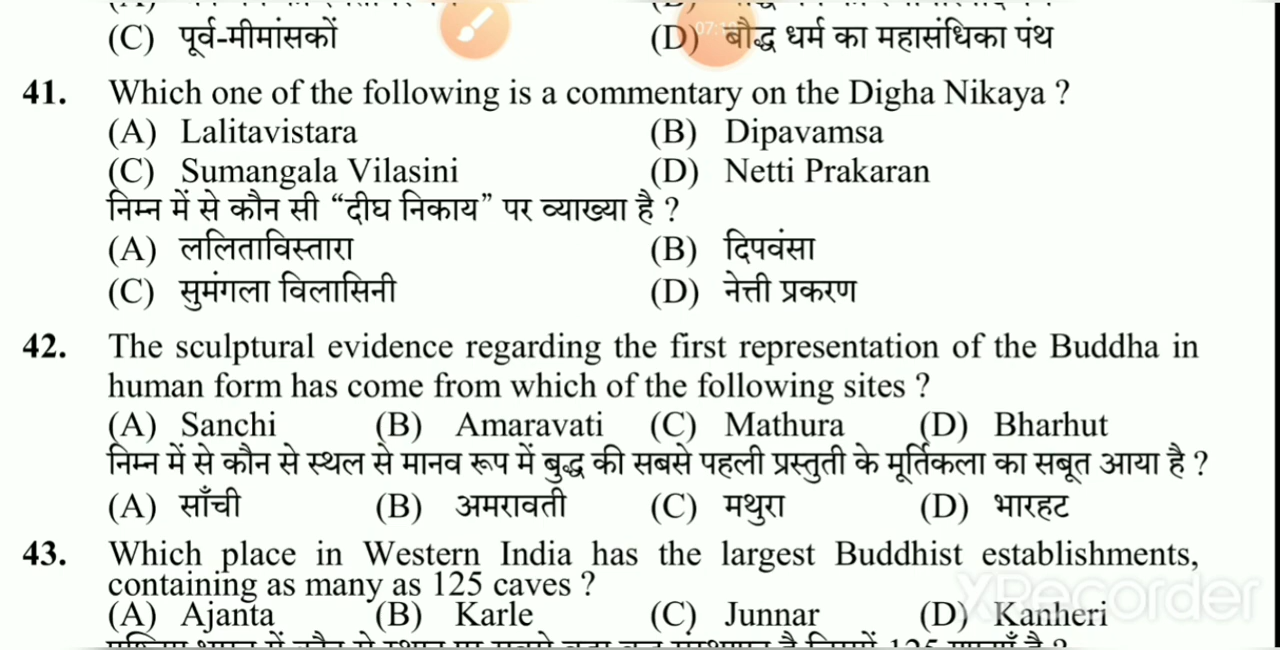 (C) पूर्व-मीमांसकों (D) बौद्ध धर्म का महासंधिका पंथ
41. Which one of the following is a commentary on the Digha Nikaya ?
(A) Lalitavistara (B) Dipavamsa
(C) Sumangala Vilasini (D) Netti Prakaran
निम्न में से कौन सी “दीघ निकाय” पर व्याख्या है ?
(A) ललिताविस्तारा (B) दिपवंसा
(C) सुमंगला विलासिनी (D) नेत्ती प्रकरण
42. The sculptural evidence regarding the first representation of the Buddha in
human form has come from which of the following sites ?
(A) Sanchi (B) Amaravati (C) Mathura (D) Bharhut
निम्न में से कौन से स्थल से मानव रूप में बुद्ध की सबसे पहली प्रस्तुती के मूर्तिकला का सबूत आया है ?
(A) साँची (B) अमरावती (C) मथुरा (D) भारहट
43. Which place in Western India has the largest Buddhist establishments,
containing as many as 125 caves ?
(A) Ajanta (B) Karle (C) Junnar (D) Kanheri
XRecorder